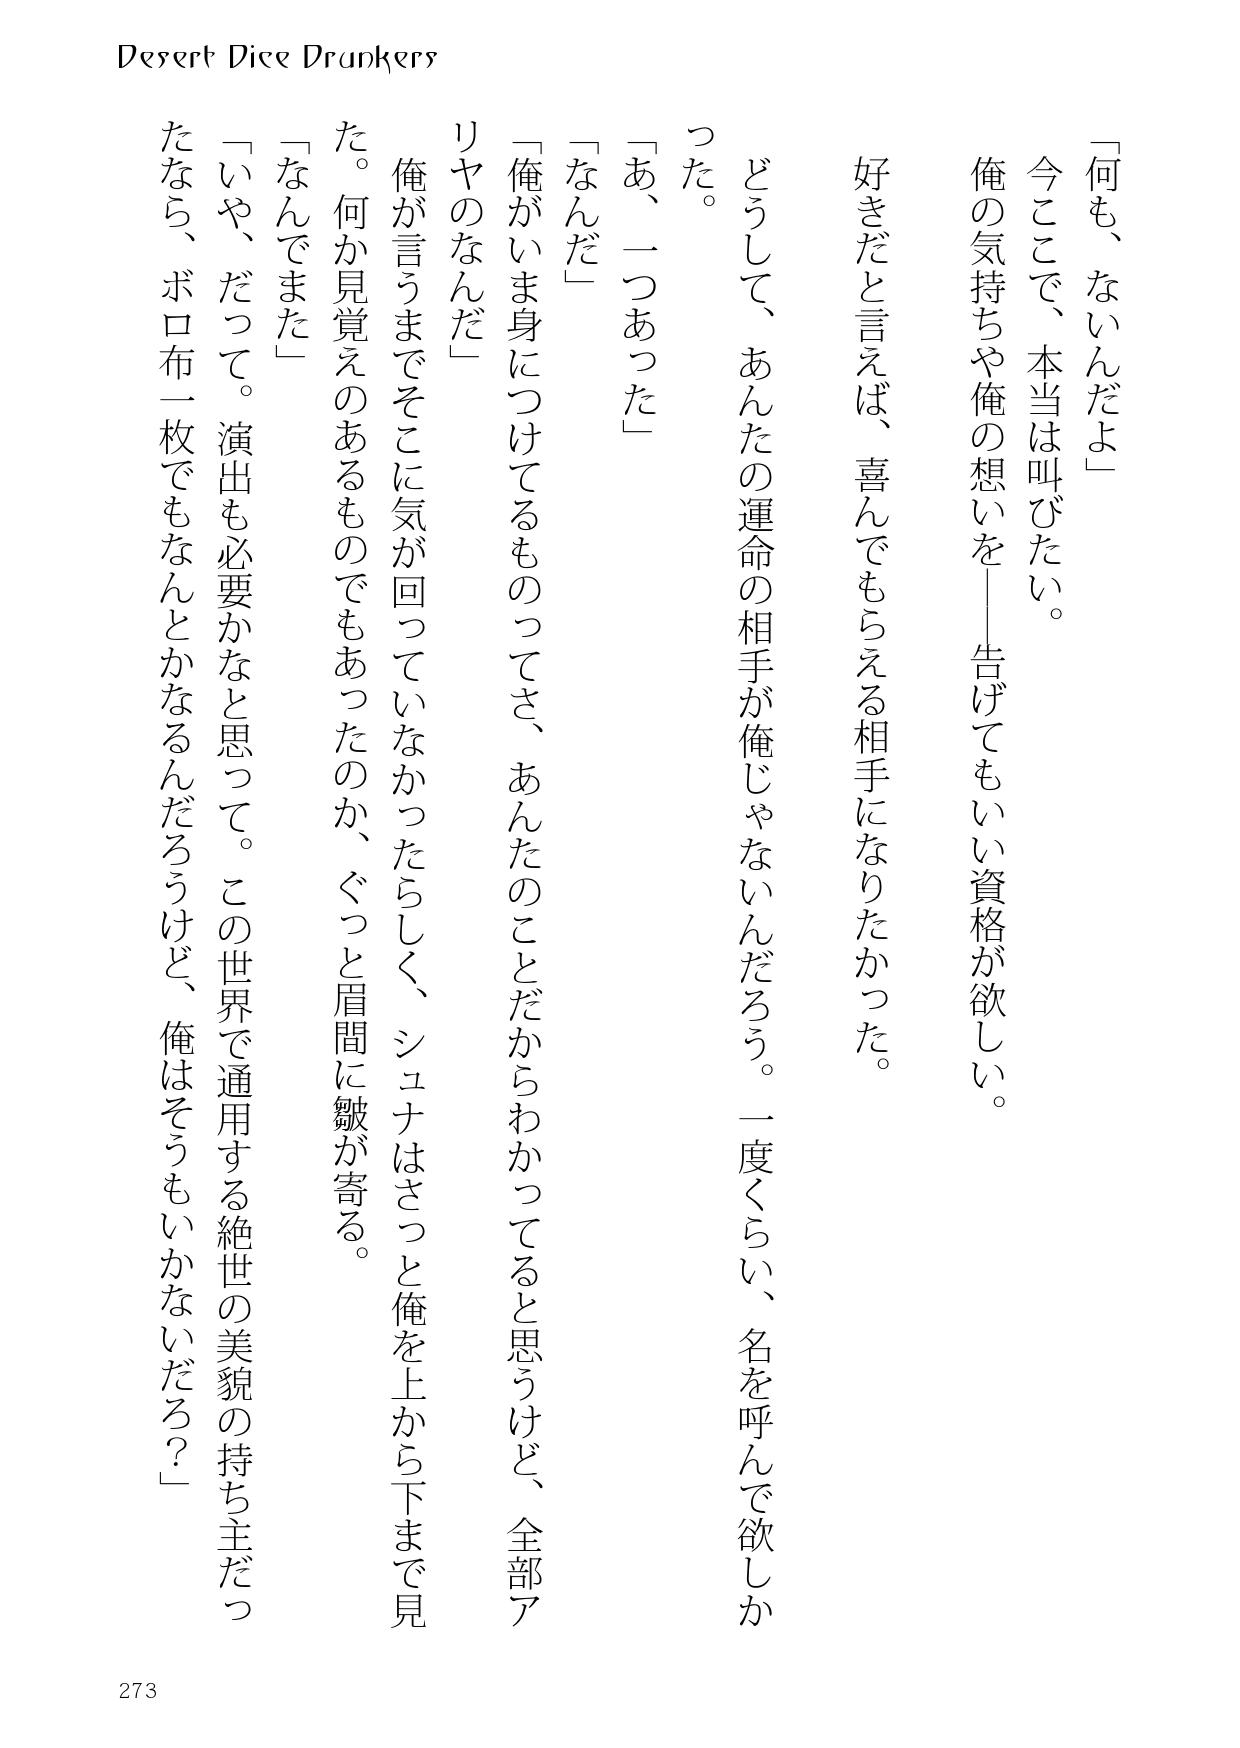 Desert Dice Drunkers
「何も、ないんだよ」
今ここで、本当は叫びたい。
俺の気持ちや俺の想いを――告げてもいい資格が欲しい。
好きだと言えば、喜んでもらえる相手になりたかった。
どうして、あんたの運命の相手が俺じゃないんだろう。一度くらい、名を呼んで欲しか
った。
「あ、一つあった」
「なんだ」
「俺がいま身につけてるものってさ、あんたのことだからわかってると思うけど、全部ア
リヤのなんだ」
俺が言うまでそこに気が回っていなかったらしく、シュナはさっと俺を上から下まで見
た。何か見覚えのあるものでもあったのか、ぐっと眉間に皺が寄る。
「なんでまた」
「いや、だって。演出も必要かなと思って。この世界で通用する絶世の美貌の持ち主だっ
たなら、ボロ布一枚でもなんとかなるんだろうけど、俺はそうもいかないだろ？」
273